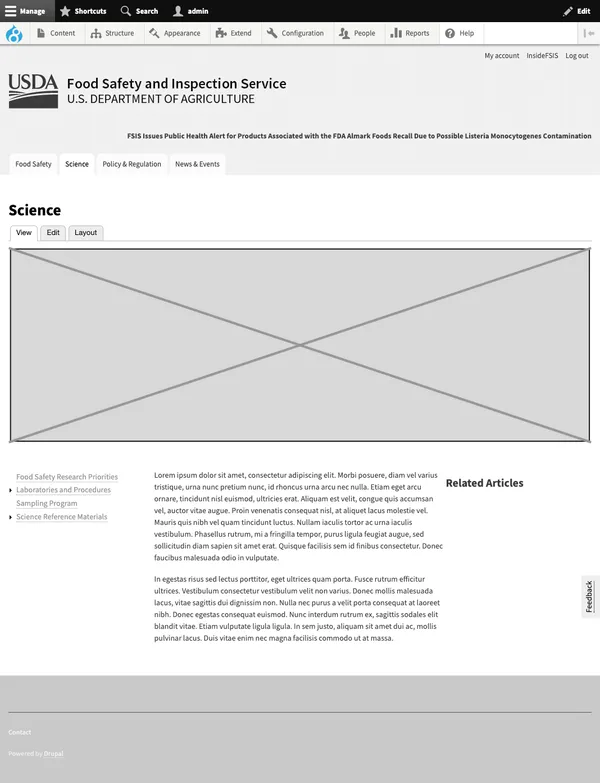 Manage Shortcuts Search admin Edit
Content Structure Appearance Extend Configuration People Reports Help
My account InsideFSIS Log out
USDA
Food Safety and Inspection Service
U.S. DEPARTMENT OF AGRICULTURE
FSIS Issues Public Health Alert for Products Associated with the FDA Almark Foods Recall Due to Possible Listeria Monocytogenes Contamination
Food Safety Science Policy & Regulation News & Events
Science
View Edit Layout
Food Safety Research Priorities
Laboratories and Procedures
Sampling Program
Science Reference Materials
Lorem ipsum dolor sit amet, consectetur adipiscing elit. Morbi posuere, diam vel varius
tristique, urna nunc pretium nunc, id rhoncus urna arcu nec nulla. Etiam eget arcu
ornare, tincidunt nisl euismod, ultricies erat. Aliquam est velit, congue quis accumsan
vel, auctor vitae augue. Proin venenatis consequat nisl, at aliquet lacus molestie vel.
Mauris quis nibh vel quam tincidunt luctus. Nullam iaculis tortor ac urna iaculis
vestibulum. Phasellus rutrum, mi a fringilla tempor, purus ligula feugiat augue, sed
sollicitudin diam sapien sit amet erat. Quisque facilisis sem id finibus consectetur. Donec
faucibus malesuada odio in vulputate.
In egestas risus sed lectus porttitor, eget ultrices quam porta. Fusce rutrum efficitur
ultrices. Vestibulum consectetur vestibulum velit non varius. Donec mollis malesuada
lacus, vitae sagittis dui dignissim non. Nulla nec purus a velit porta consequat at laoreet
nibh. Donec egestas consequat euismod. Nunc interdum rutrum ex, sagittis sodales elit
blandit vitae. Etiam vulputate ligula ligula. In sem justo, aliquam sit amet dui ac, mollis
pulvinar lacus. Duis vitae enim nec magna facilisis commodo ut at massa.
Related Articles
Feedback
Contact
Powered by Drupal